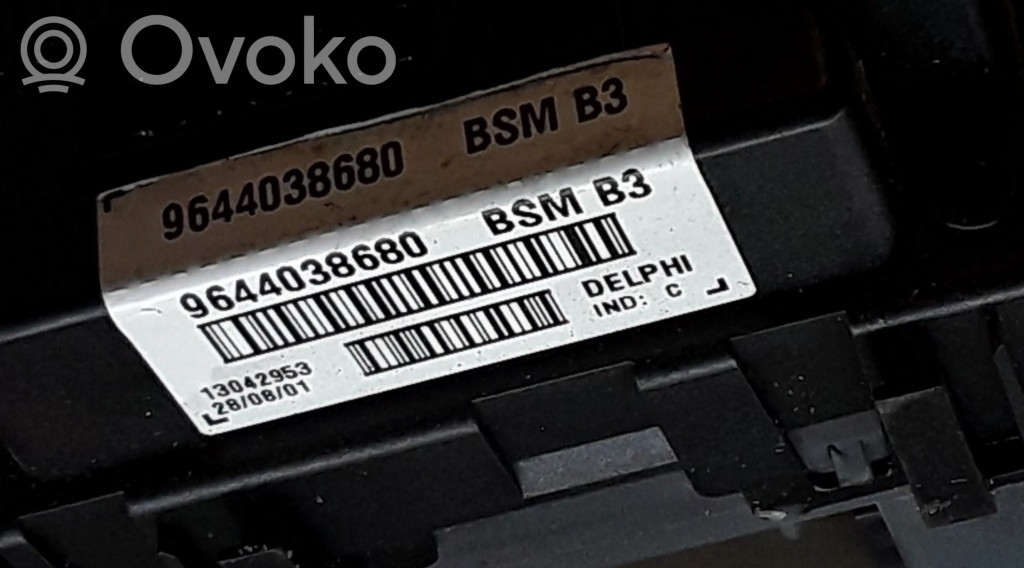 Ovoko
9644038680 BSM B3
9644038680 BSM B3
DELPHI
IND: C
13042953
28/08/01